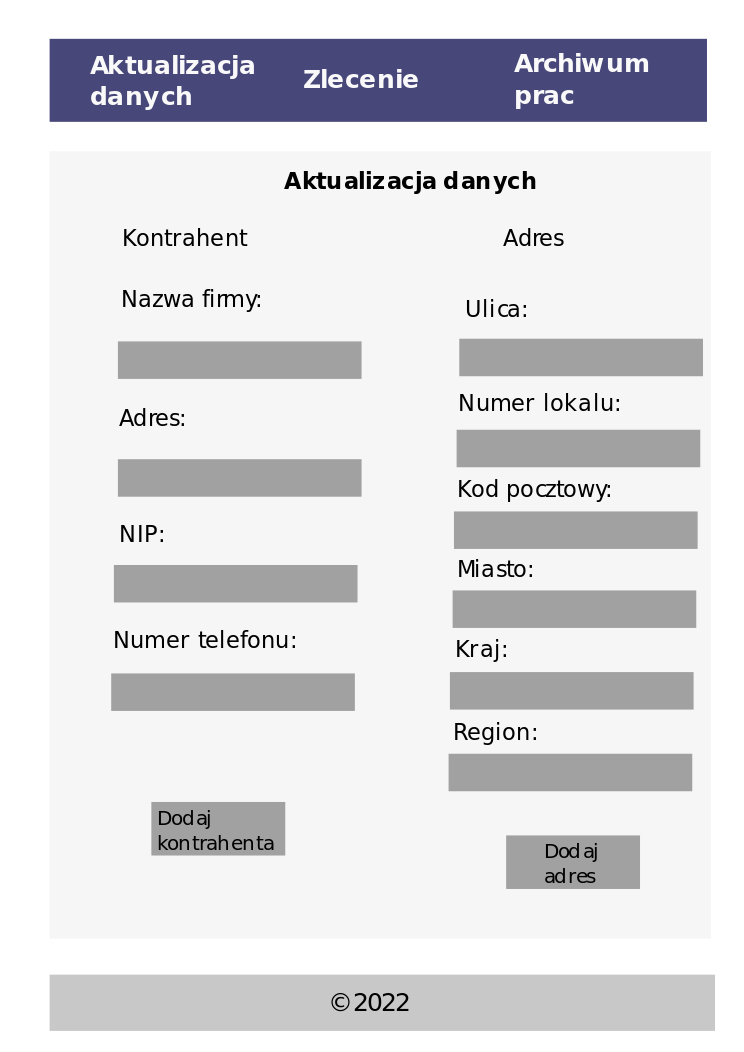 Aktualizacja
danych
Zlecenie
Archiwum
prac
Aktualizacja danych
Kontrahent
Nazwa firmy:
Adres:
NIP:
Numer telefonu:
Dodaj
kontrahenta
Adres
Ulica:
Numer lokalu:
Kod pocztowy:
Miasto:
Kraj:
Region:
Dodaj
adres
©2022